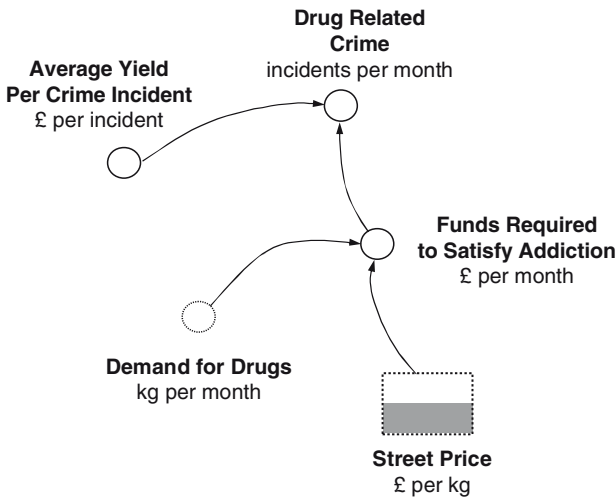 Drug Related
Crime
incidents per month
Average Yield
Per Crime Incident
£ per incident
Funds Required
to Satisfy Addiction
£ per month
Demand for Drugs
kg per month
Street Price
£ per kg